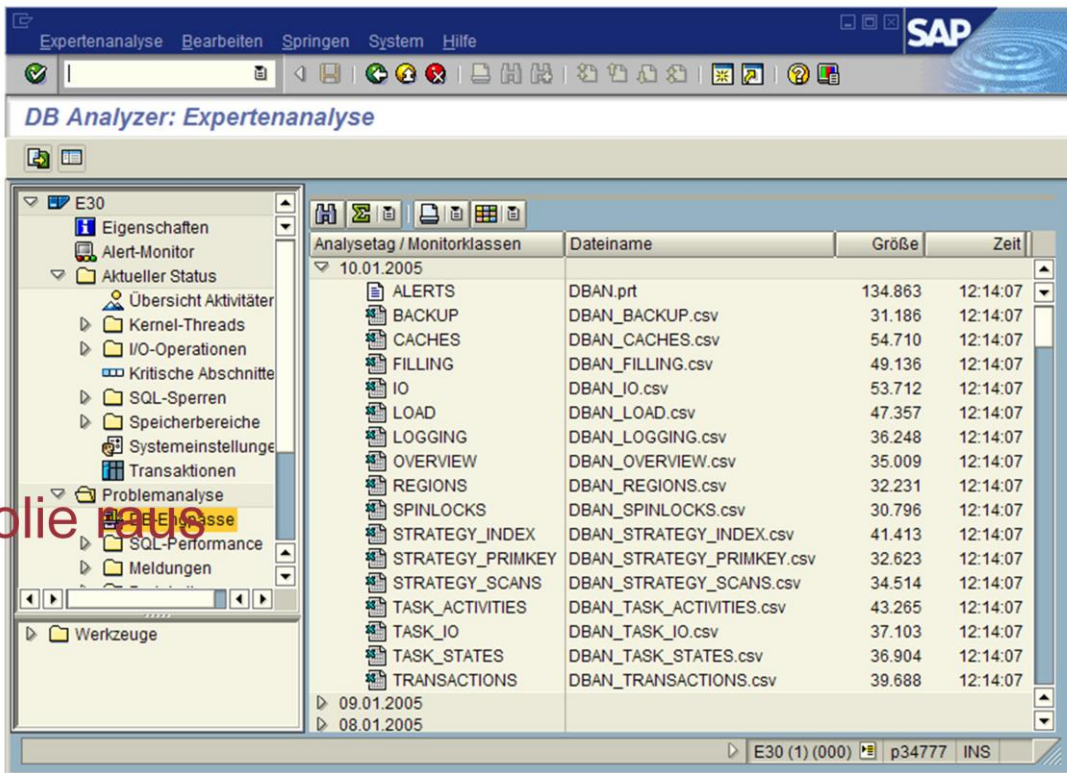 Expertenanalyse Bearbeiten Springen System Hilfe
SAP
DB Analyzer: Expertenanalyse
E30
Eigenschaften
Alert-Monitor
Aktueller Status
Übersicht Aktivitäten
Kernel-Threads
I/O-Operationen
Kritische Abschnitte
SQL-Sperren
Speicherbereiche
Systemeinstellunge
Transaktionen
Problemanalyse
DB-Engpässe
SQL-Performance
Meldungen
Werkzeuge
olie raus
Analysetag / Monitorklassen Dateiname Größe Zeit
10.01.2005
ALERTS DBAN.prt 134.863 12:14:07
BACKUP DBAN_BACKUP.csv 31.186 12:14:07
CACHES DBAN_CACHES.csv 54.710 12:14:07
FILLING DBAN_FILLING.csv 49.136 12:14:07
IO DBAN_IO.csv 53.712 12:14:07
LOAD DBAN_LOAD.csv 47.357 12:14:07
LOGGING DBAN_LOGGING.csv 36.248 12:14:07
OVERVIEW DBAN_OVERVIEW.csv 35.009 12:14:07
REGIONS DBAN_REGIONS.csv 32.231 12:14:07
SPINLOCKS DBAN_SPINLOCKS.csv 30.796 12:14:07
STRATEGY_INDEX DBAN_STRATEGY_INDEX.csv 41.413 12:14:07
STRATEGY_PRIMKEY DBAN_STRATEGY_PRIMKEY.csv 32.623 12:14:07
STRATEGY_SCANS DBAN_STRATEGY_SCANS.csv 34.514 12:14:07
TASK_ACTIVITIES DBAN_TASK_ACTIVITIES.csv 43.265 12:14:07
TASK_IO DBAN_TASK_IO.csv 37.103 12:14:07
TASK_STATES DBAN_TASK_STATES.csv 36.904 12:14:07
TRANSACTIONS DBAN_TRANSACTIONS.csv 39.688 12:14:07
09.01.2005
08.01.2005
E30 (1) (000) p34777 INS